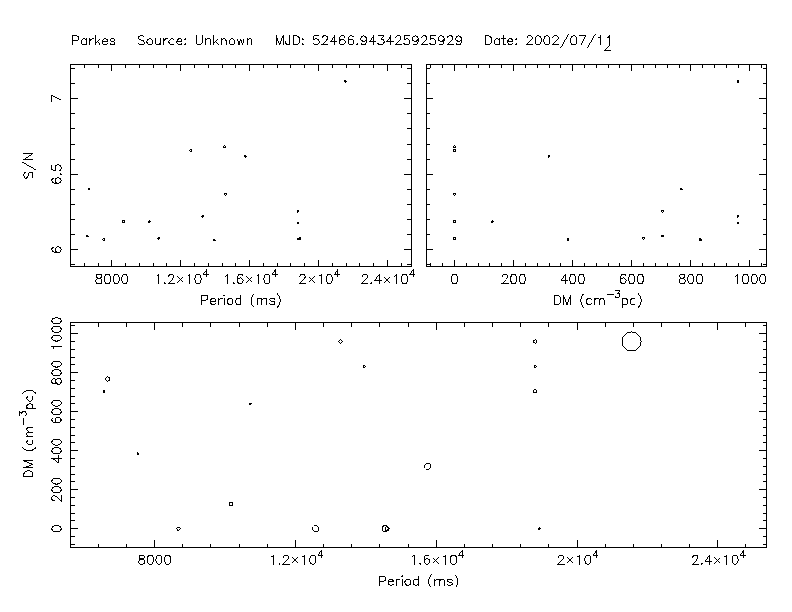 Parkes Source: Unknown MJD: 52466.943425925929 Date: 2002/07/11
2
S/N
7
6.5
6
8000 1.2×10⁴ 1.6×10⁴ 2×10⁴ 2.4×10⁴
Period (ms)
0 200 400 600 800 1000
DM (cm⁻³pc)
DM (cm⁻³pc)
1000
800
600
400
200
0
8000 1.2×10⁴ 1.6×10⁴ 2×10⁴ 2.4×10⁴
Period (ms)